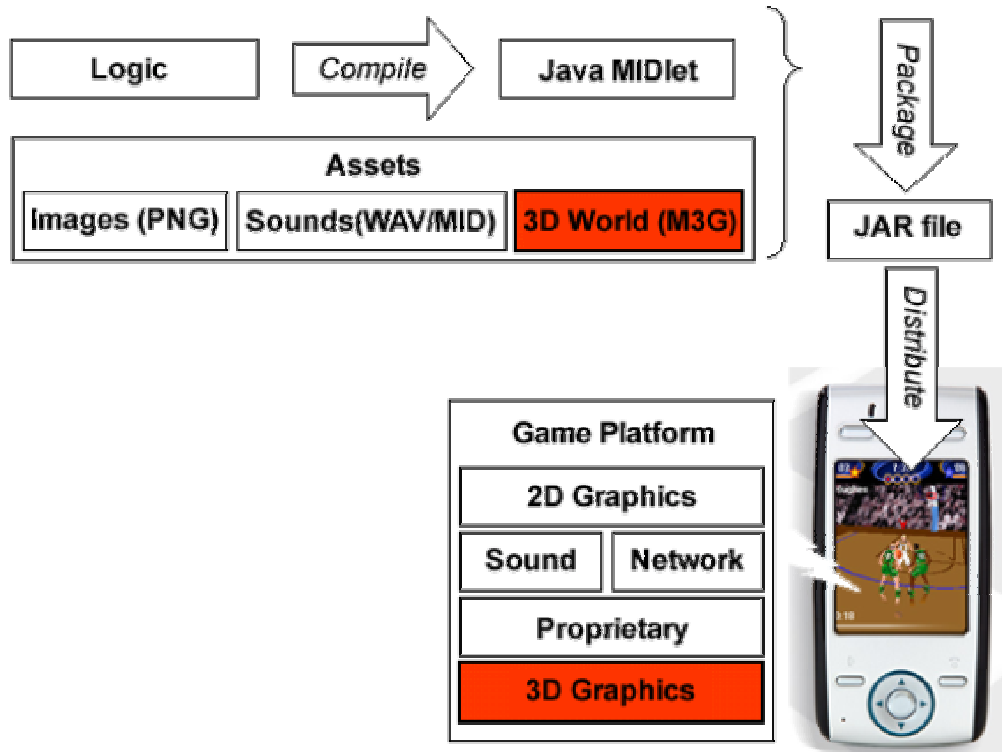 Logic
Compile
Java MIDlet
Package
Assets
Images (PNG)
Sounds(WAV/MID)
3D World (M3G)
JAR file
Distribute
Game Platform
2D Graphics
Sound
Network
Proprietary
3D Graphics